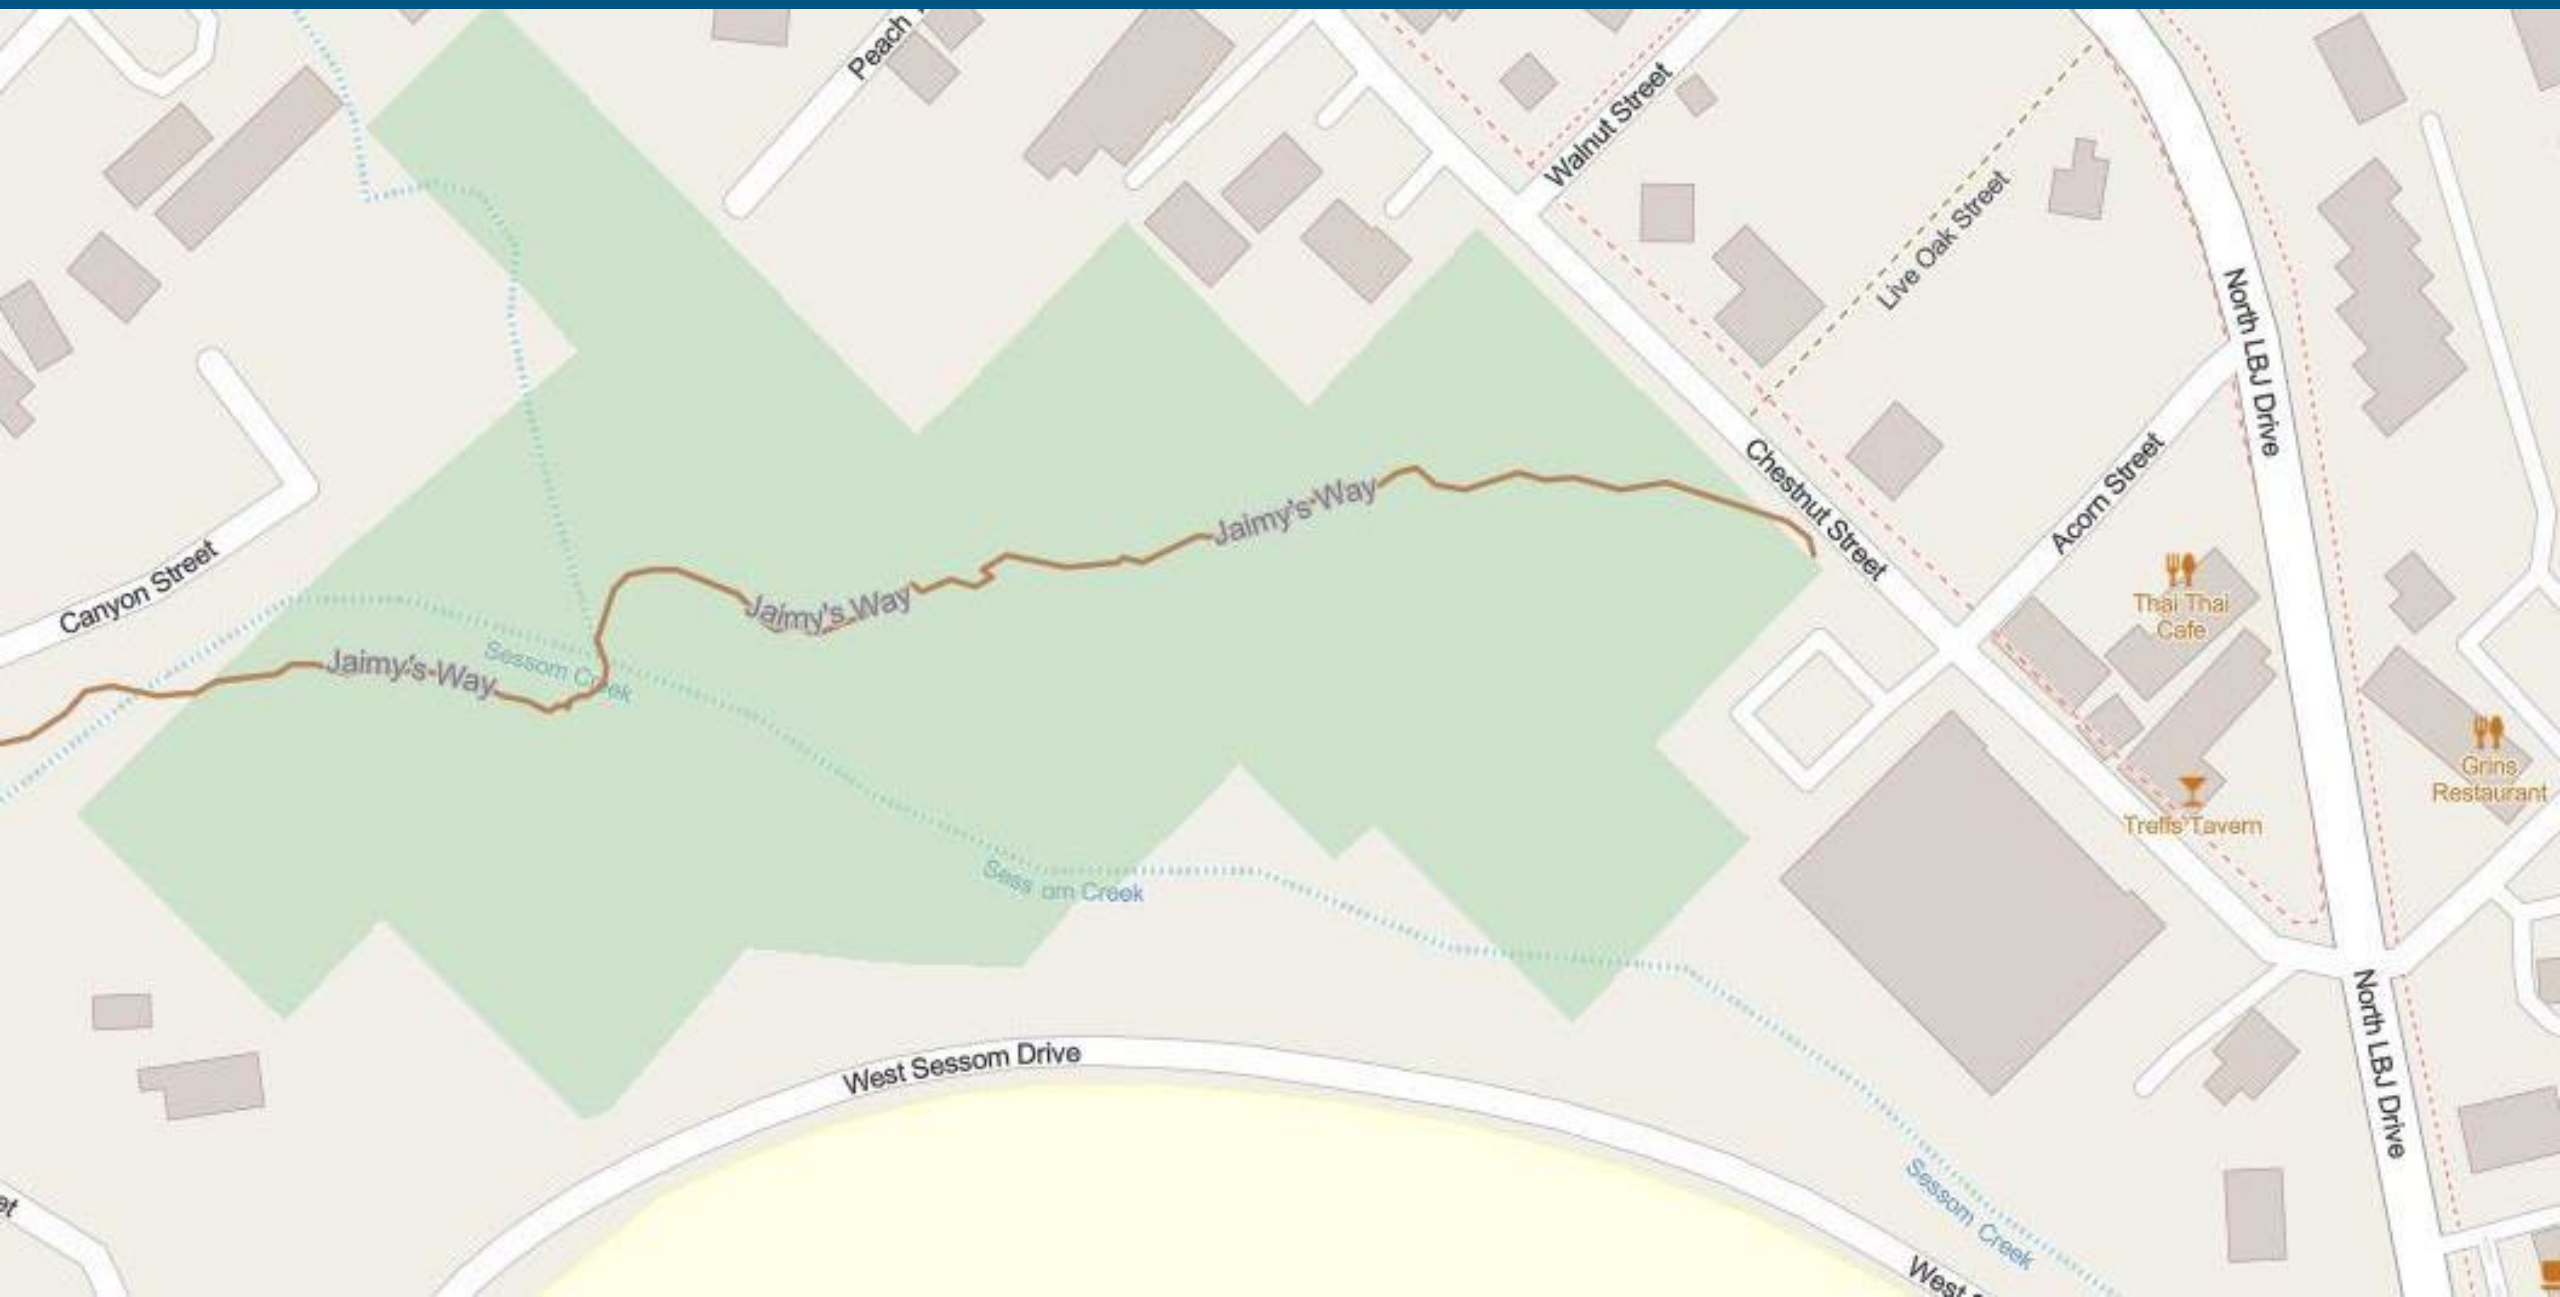 Peach
Walnut Street
Live Oak Street
North LBJ Drive
Chestnut Street
Acorn Street
Jaimy's Way
Jaimy's Way
Canyon Street
Jaimy's Way
Sessom Creek
Thai Thai
Cafe
Grins
Restaurant
Treffs Tavern
Sessom Creek
West Sessom Drive
North LBJ Drive
Sessom Creek
West